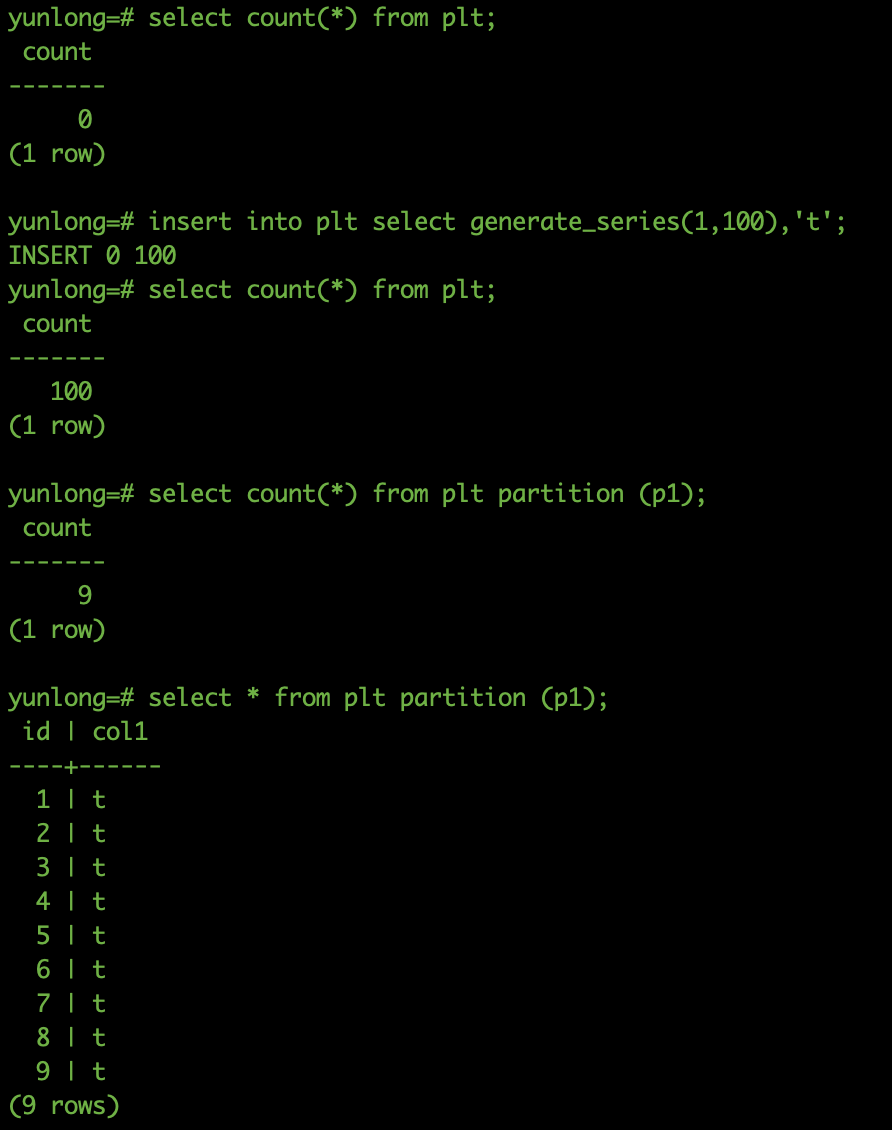 yunlong=# select count(*) from plt;
 count
-------
     0
(1 row)

yunlong=# insert into plt select generate_series(1,100),'t';
INSERT 0 100
yunlong=# select count(*) from plt;
 count
-------
   100
(1 row)

yunlong=# select count(*) from plt partition (p1);
 count
-------
     9
(1 row)

yunlong=# select * from plt partition (p1);
 id | col1
----+------
  1 | t
  2 | t
  3 | t
  4 | t
  5 | t
  6 | t
  7 | t
  8 | t
  9 | t
(9 rows)